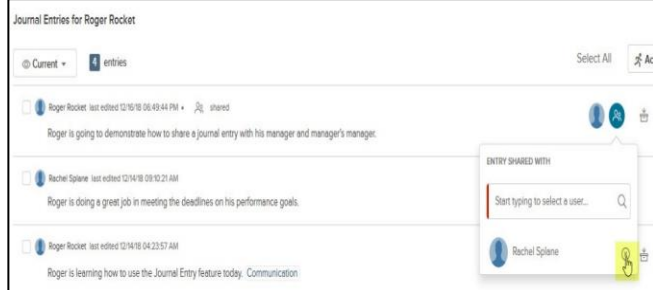 Journal Entries for Roger Rocket
Current
4 entries
Select All
Roger Rocket last edited 12/16/18 06:49:44 PM • shared
Roger is going to demonstrate how to share a journal entry with his manager and manager's manager.
ENTRY SHARED WITH
Rachel Splane last edited 12/14/18 09:10:21 AM
Roger is doing a great job in meeting the deadlines on his performance goals.
Start typing to select a user...
Rachel Splane
Roger Rocket last edited 12/14/18 04:23:57 AM
Roger is learning how to use the Journal Entry feature today. Communication